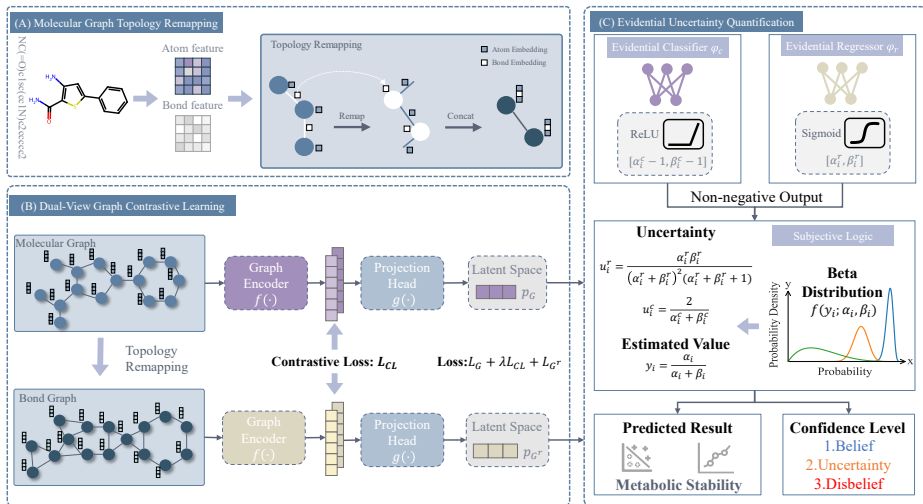 (A) Molecular Graph Topology Remapping
NC(=O)c1sc(cc1N)c2ccccc2
NH₂
H₂N
S
O
Atom feature
Bond feature
Topology Remapping
Atom Embedding
Bond Embedding
Remap
Concat
(B) Dual-View Graph Contrastive Learning
Molecular Graph
Graph
Encoder
f(·)
Projection
Head
g(·)
Latent Space
p_G
Topology
Remapping
Contrastive Loss: L_CL
Loss: L_G + λL_CL + L_G^r
Bond Graph
Graph
Encoder
f(·)
Projection
Head
g(·)
Latent Space
p_G^r
(C) Evidential Uncertainty Quantification
Evidential Classifier φ_c
Evidential Regressor φ_r
ReLU
[α_i^c − 1, β_i^c − 1]
Sigmoid
[α_i^r, β_i^r]
Non-negative Output
Uncertainty
u_i^r = α_i^r β_i^r / (α_i^r + β_i^r)^2 (α_i^r + β_i^r + 1)
u_i^c = 2 / α_i^c + β_i^c
Estimated Value
y_i = α_i / α_i + β_i
Subjective Logic
Beta
Distribution
f(y_i; α_i, β_i)
y
x
Probability Density
Probability
Predicted Result
Metabolic Stability
Confidence Level
1.Belief
2.Uncertainty
3.Disbelief